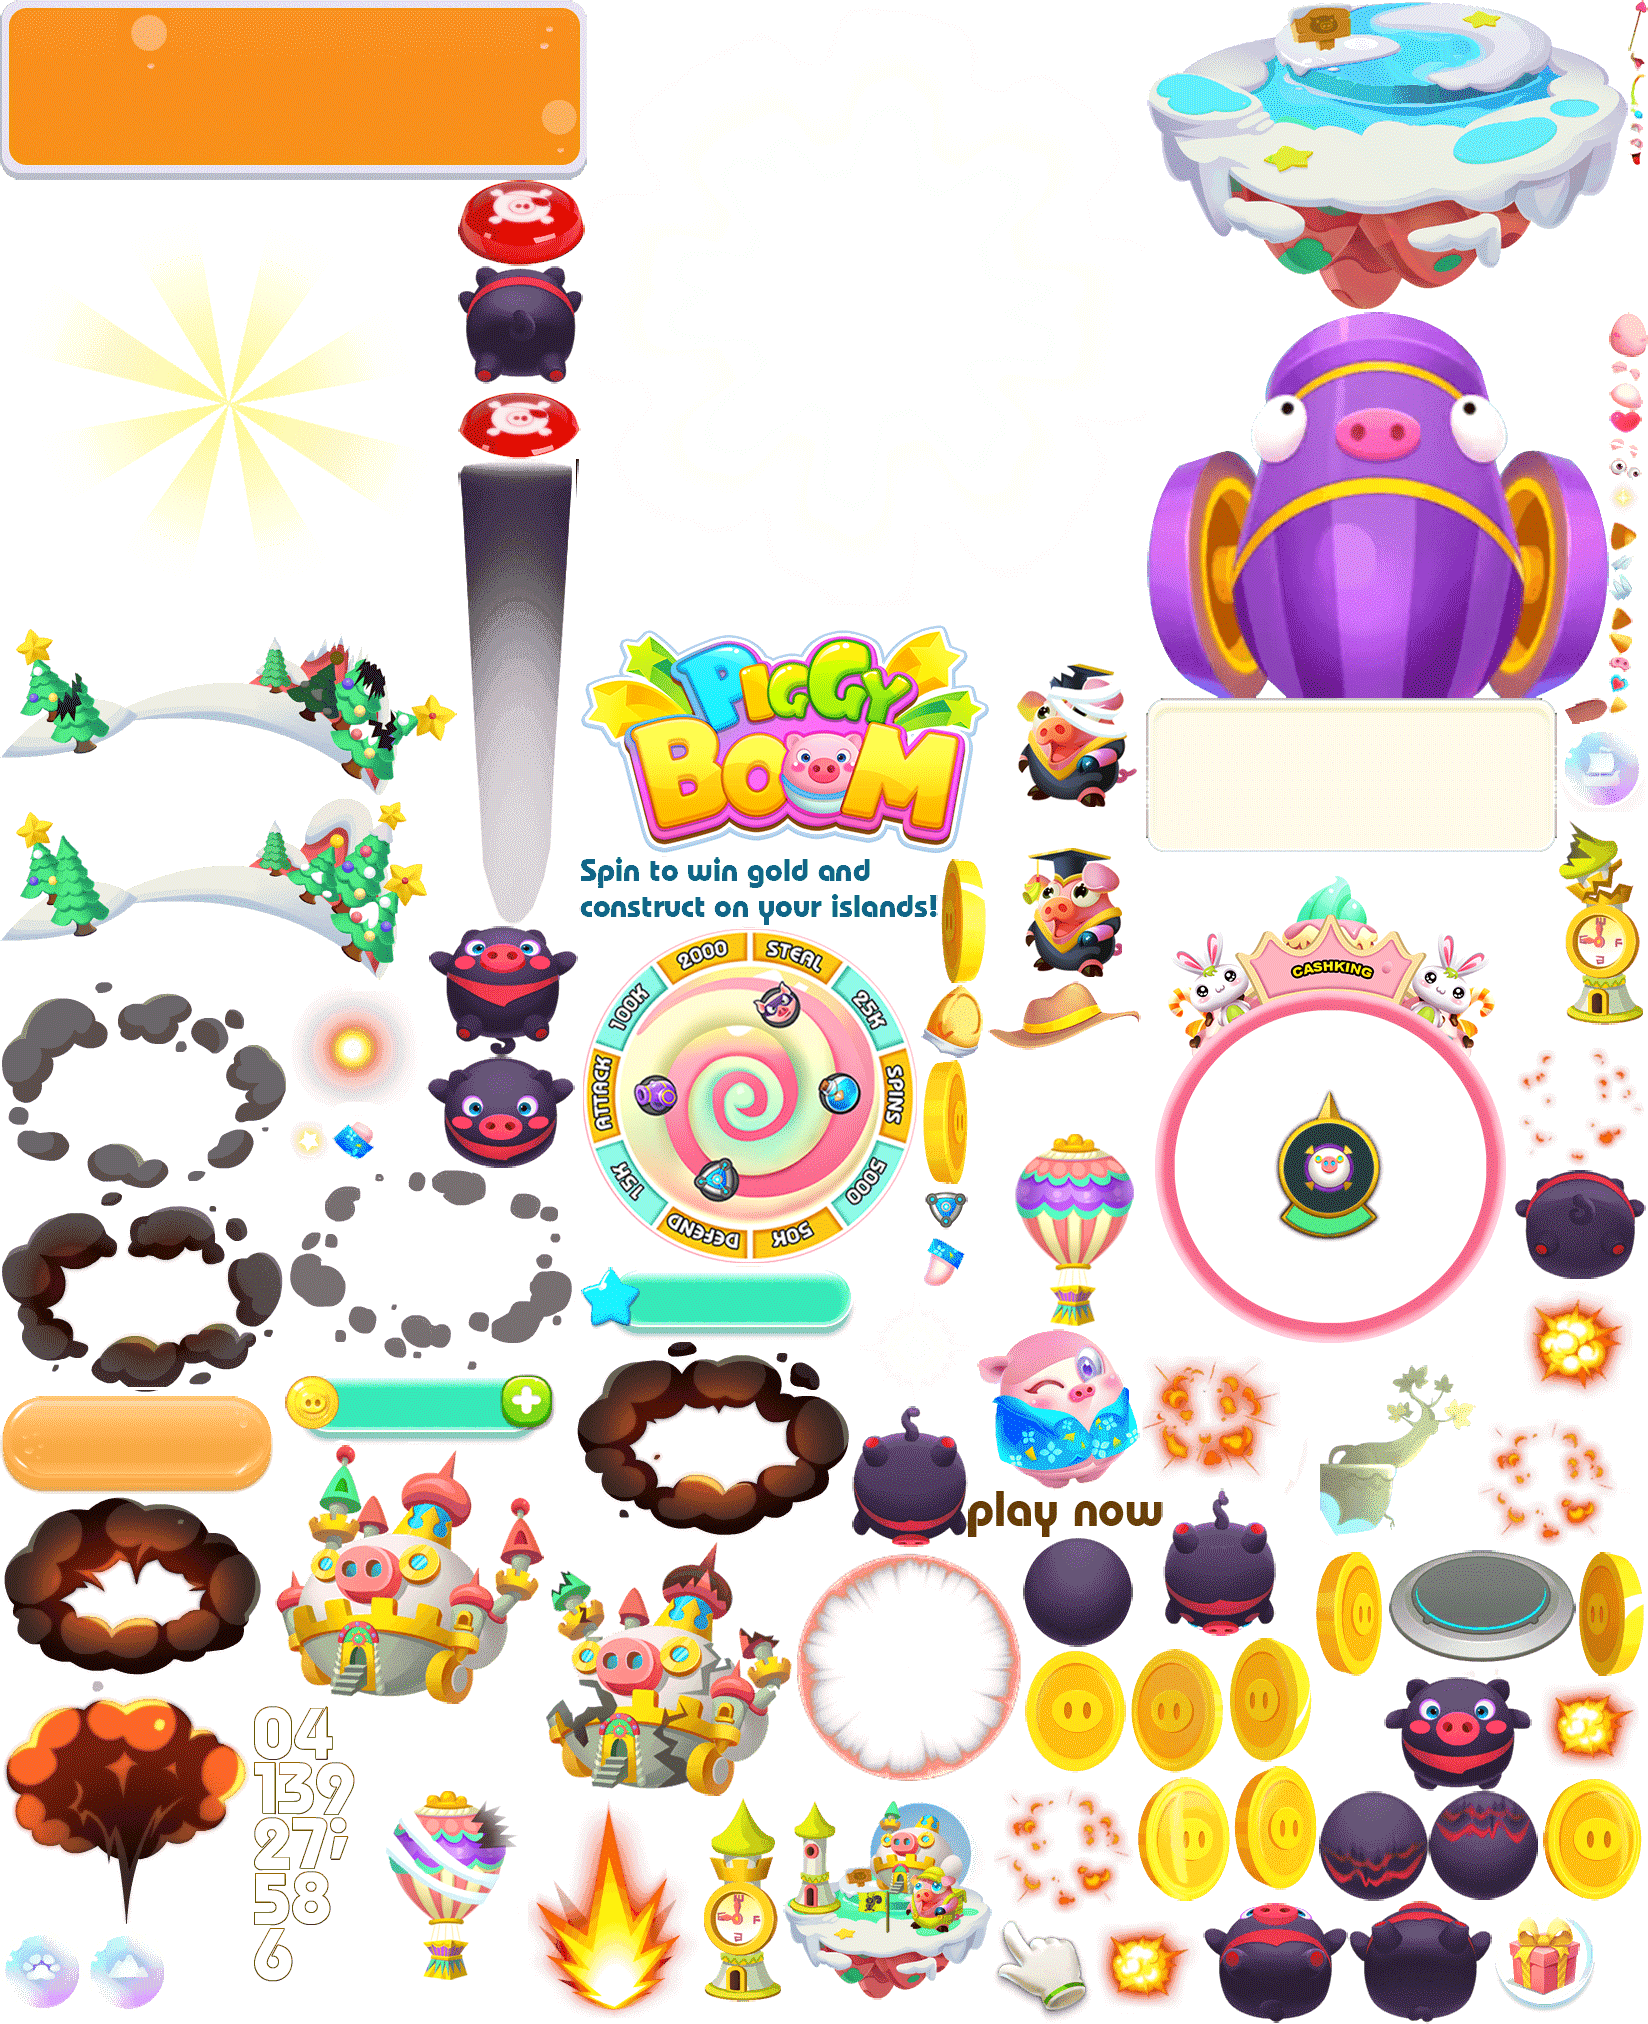 PIGGY
BOOM
Spin to win gold and
construct on your islands!
2000
STEAL
25K
SPINS
5000
50K
DEFEND
15K
ATTACK
100K
CASHKING
play now
04
139
27;
58
6